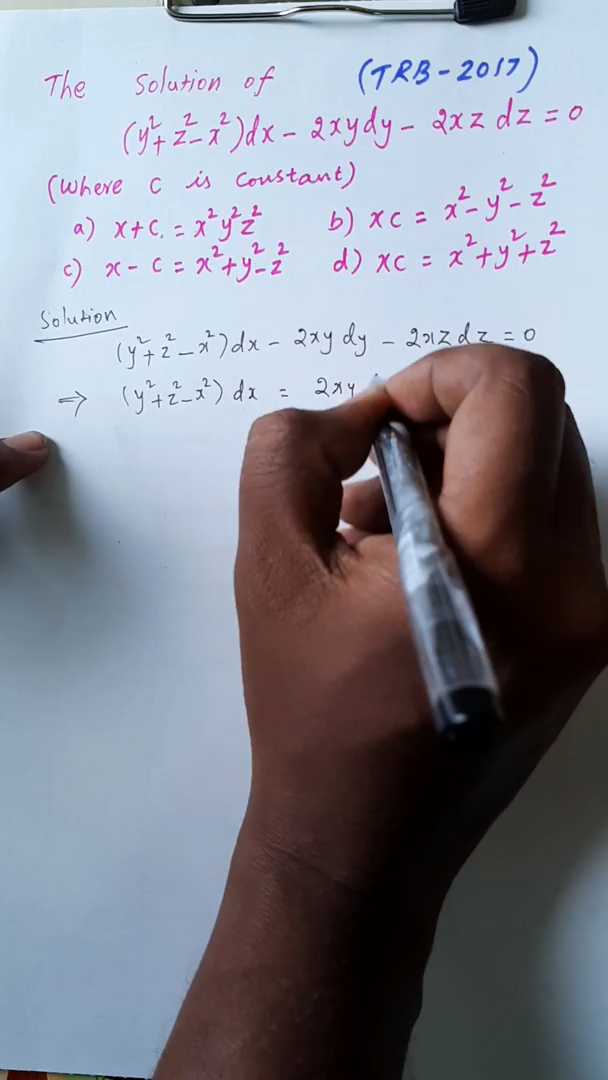 The Solution of (TRB-2017)
(y²+z²-x²)dx - 2xydy - 2xz dz = 0
(Where C is Constant)
a) x+c. = x²y²z² b) xc = x²-y²-z²
c) x-c = x²+y²-z² d) xc = x²+y²+z²
Solution
(y²+z²-x²)dx - 2xy dy - 2xzdz = 0
⇒ (y²+z²-x²) dx = 2xy